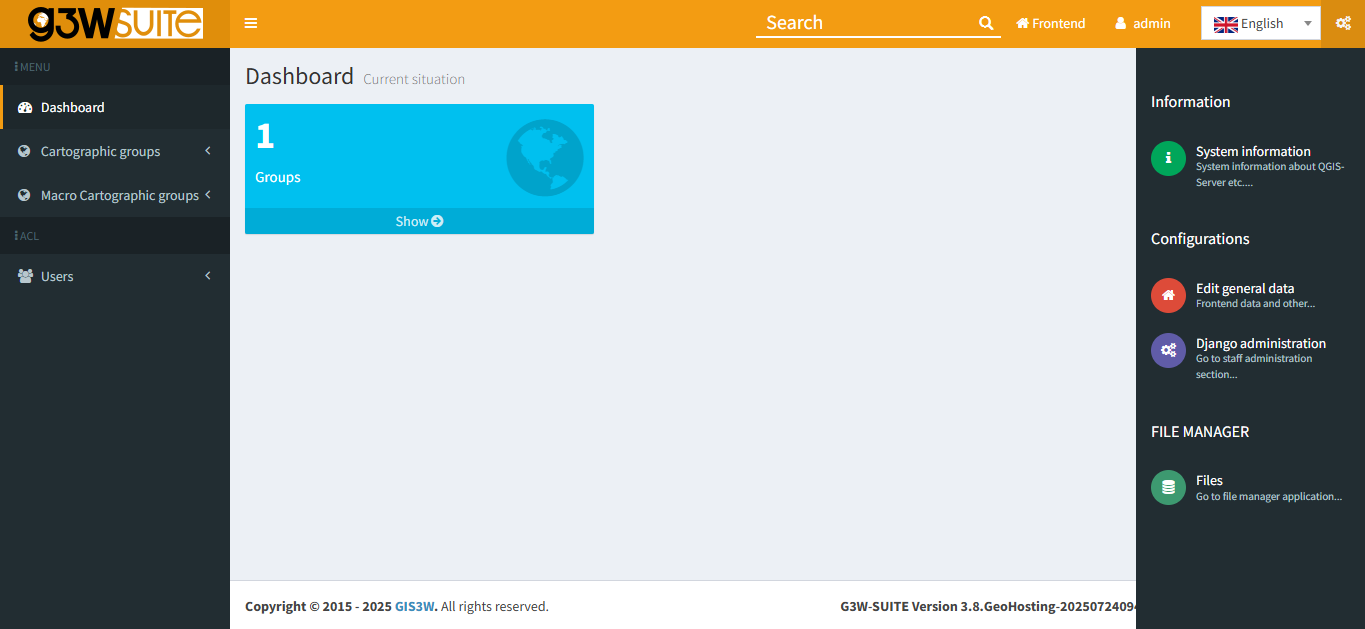 g3wSUITE
Search
Frontend
admin
English
MENU
Dashboard
Cartographic groups
Macro Cartographic groups
ACL
Users
Dashboard Current situation
1
Groups
Show
Information
System information
System information about QGIS-
Server etc....
Configurations
Edit general data
Frontend data and other...
Django administration
Go to staff administration
section...
FILE MANAGER
Files
Go to file manager application...
Copyright © 2015 - 2025 GIS3W. All rights reserved.
G3W-SUITE Version 3.8.GeoHosting-2025072409